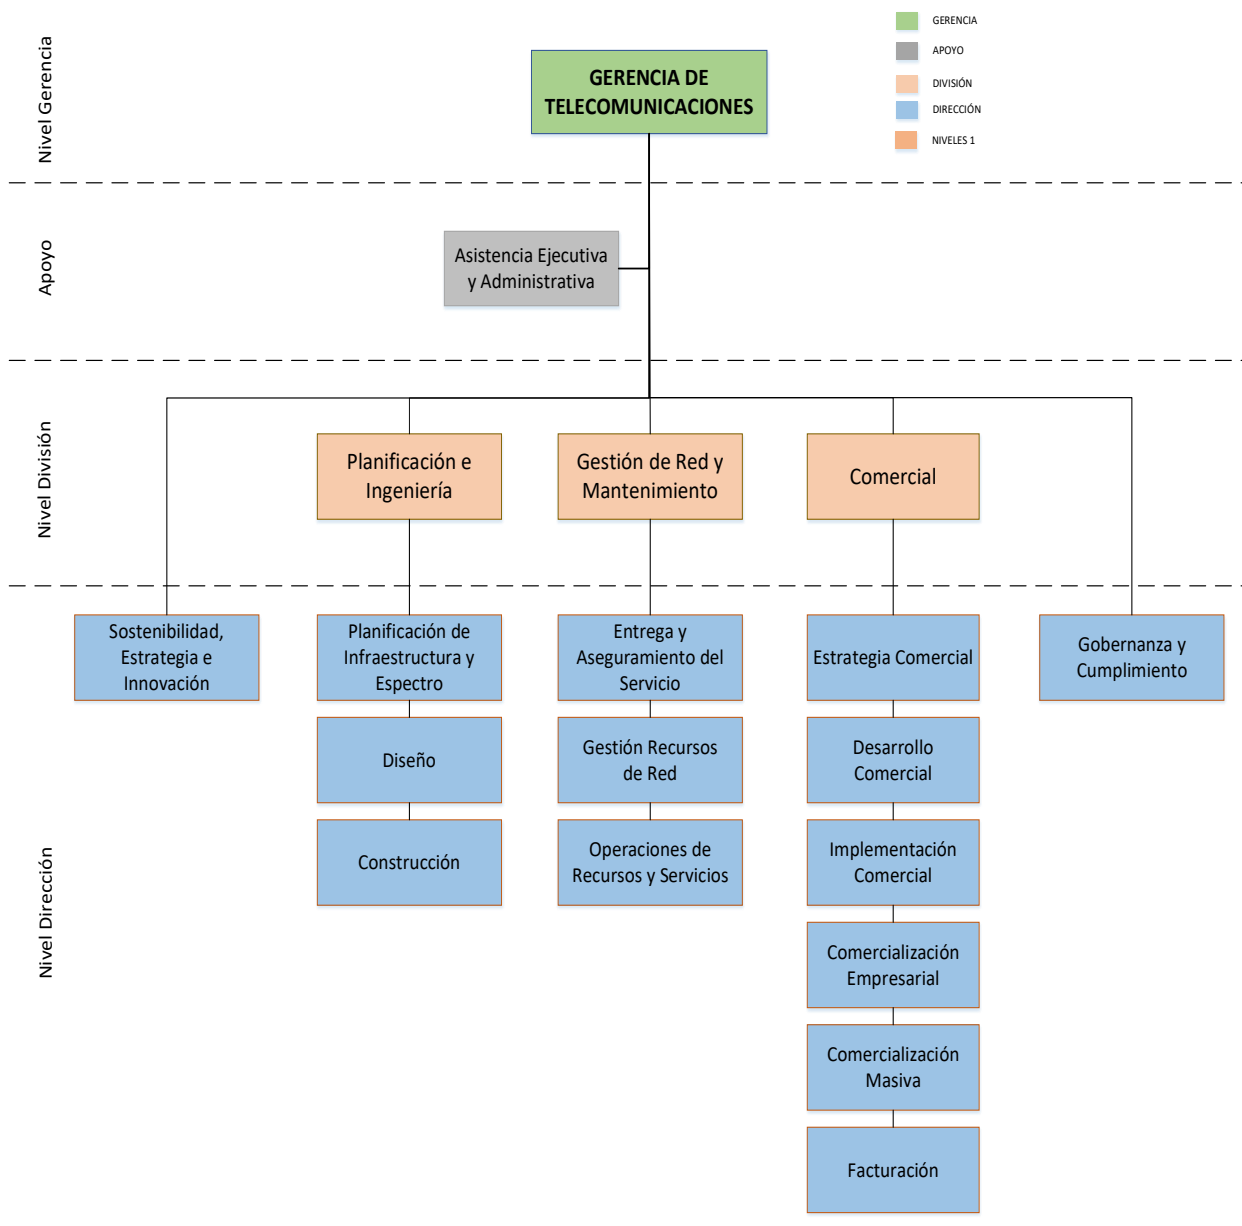 GERENCIA
APOYO
DIVISIÓN
DIRECCIÓN
NIVELES 1
Nivel Gerencia
GERENCIA DE
TELECOMUNICACIONES
Apoyo
Asistencia Ejecutiva
y Administrativa
Nivel División
Planificación e
Ingeniería
Gestión de Red y
Mantenimiento
Comercial
Nivel Dirección
Sostenibilidad,
Estrategia e
Innovación
Planificación de
Infraestructura y
Espectro
Entrega y
Aseguramiento del
Servicio
Estrategia Comercial
Gobernanza y
Cumplimiento
Diseño
Gestión Recursos
de Red
Desarrollo
Comercial
Construcción
Operaciones de
Recursos y Servicios
Implementación
Comercial
Comercialización
Empresarial
Comercialización
Masiva
Facturación